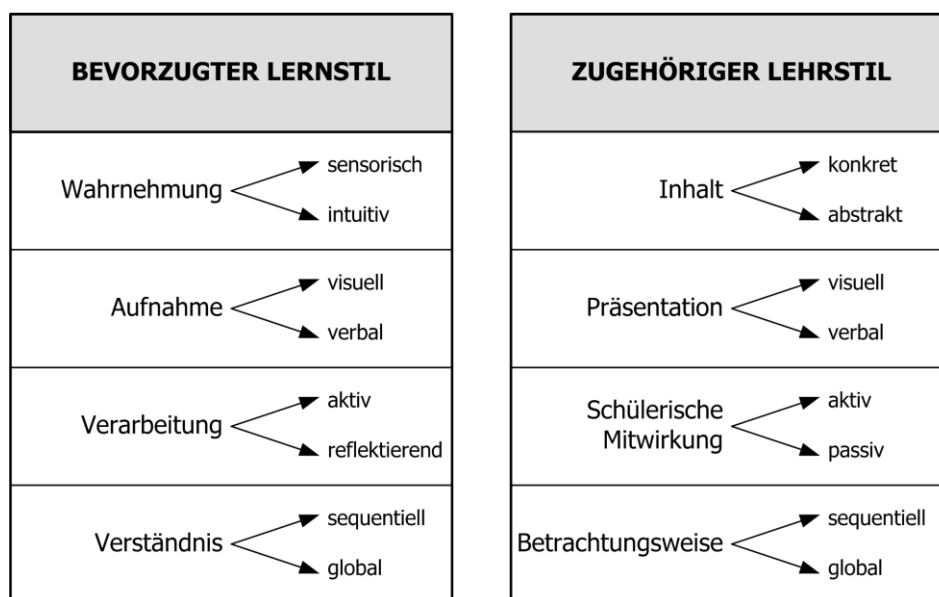 BEVORZUGTER LERNSTIL
Wahrnehmung
sensorisch
intuitiv
Aufnahme
visuell
verbal
Verarbeitung
aktiv
reflektierend
Verständnis
sequentiell
global
ZUGEHÖRIGER LEHRSTIL
Inhalt
konkret
abstrakt
Präsentation
visuell
verbal
Schülerische
Mitwirkung
aktiv
passiv
Betrachtungsweise
sequentiell
global